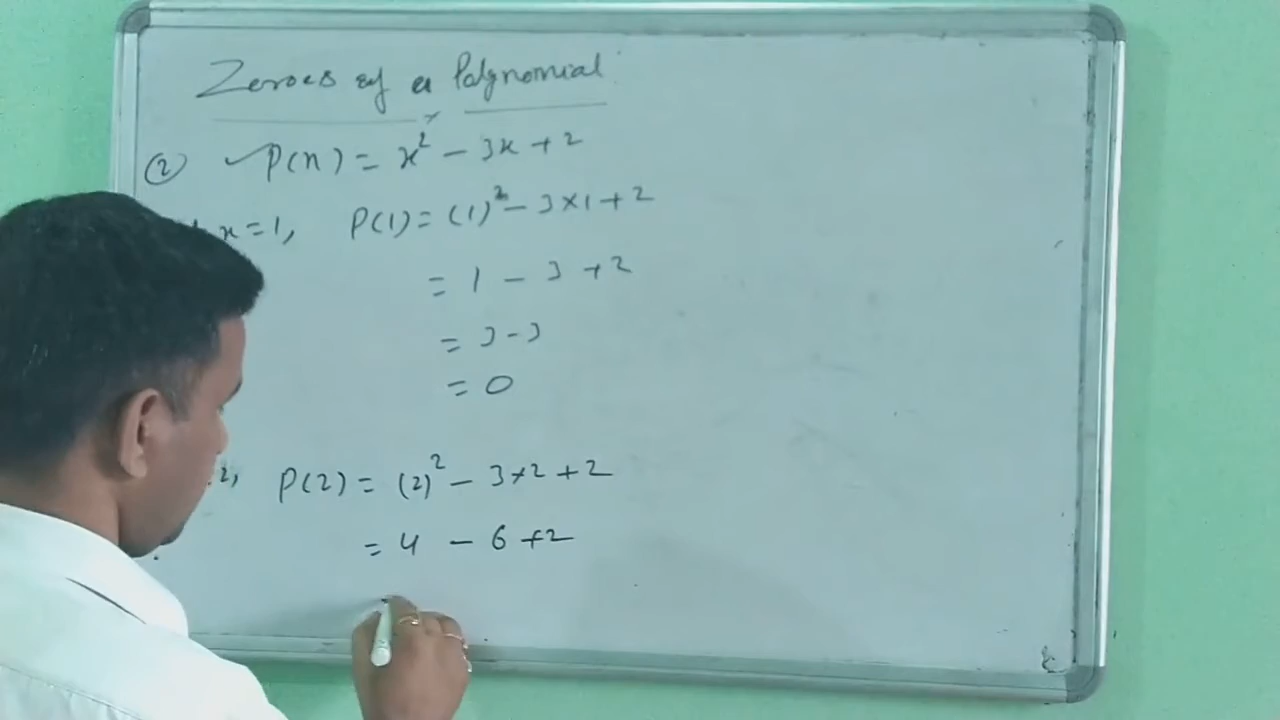 Zeroes of a Polynomial
② ✓P(x) = x² - 3x + 2
x = 1, P(1) = (1)² - 3×1 + 2
= 1 - 3 + 2
= 3 - 3
= 0
2, P(2) = (2)² - 3×2 + 2
= 4 - 6 + 2